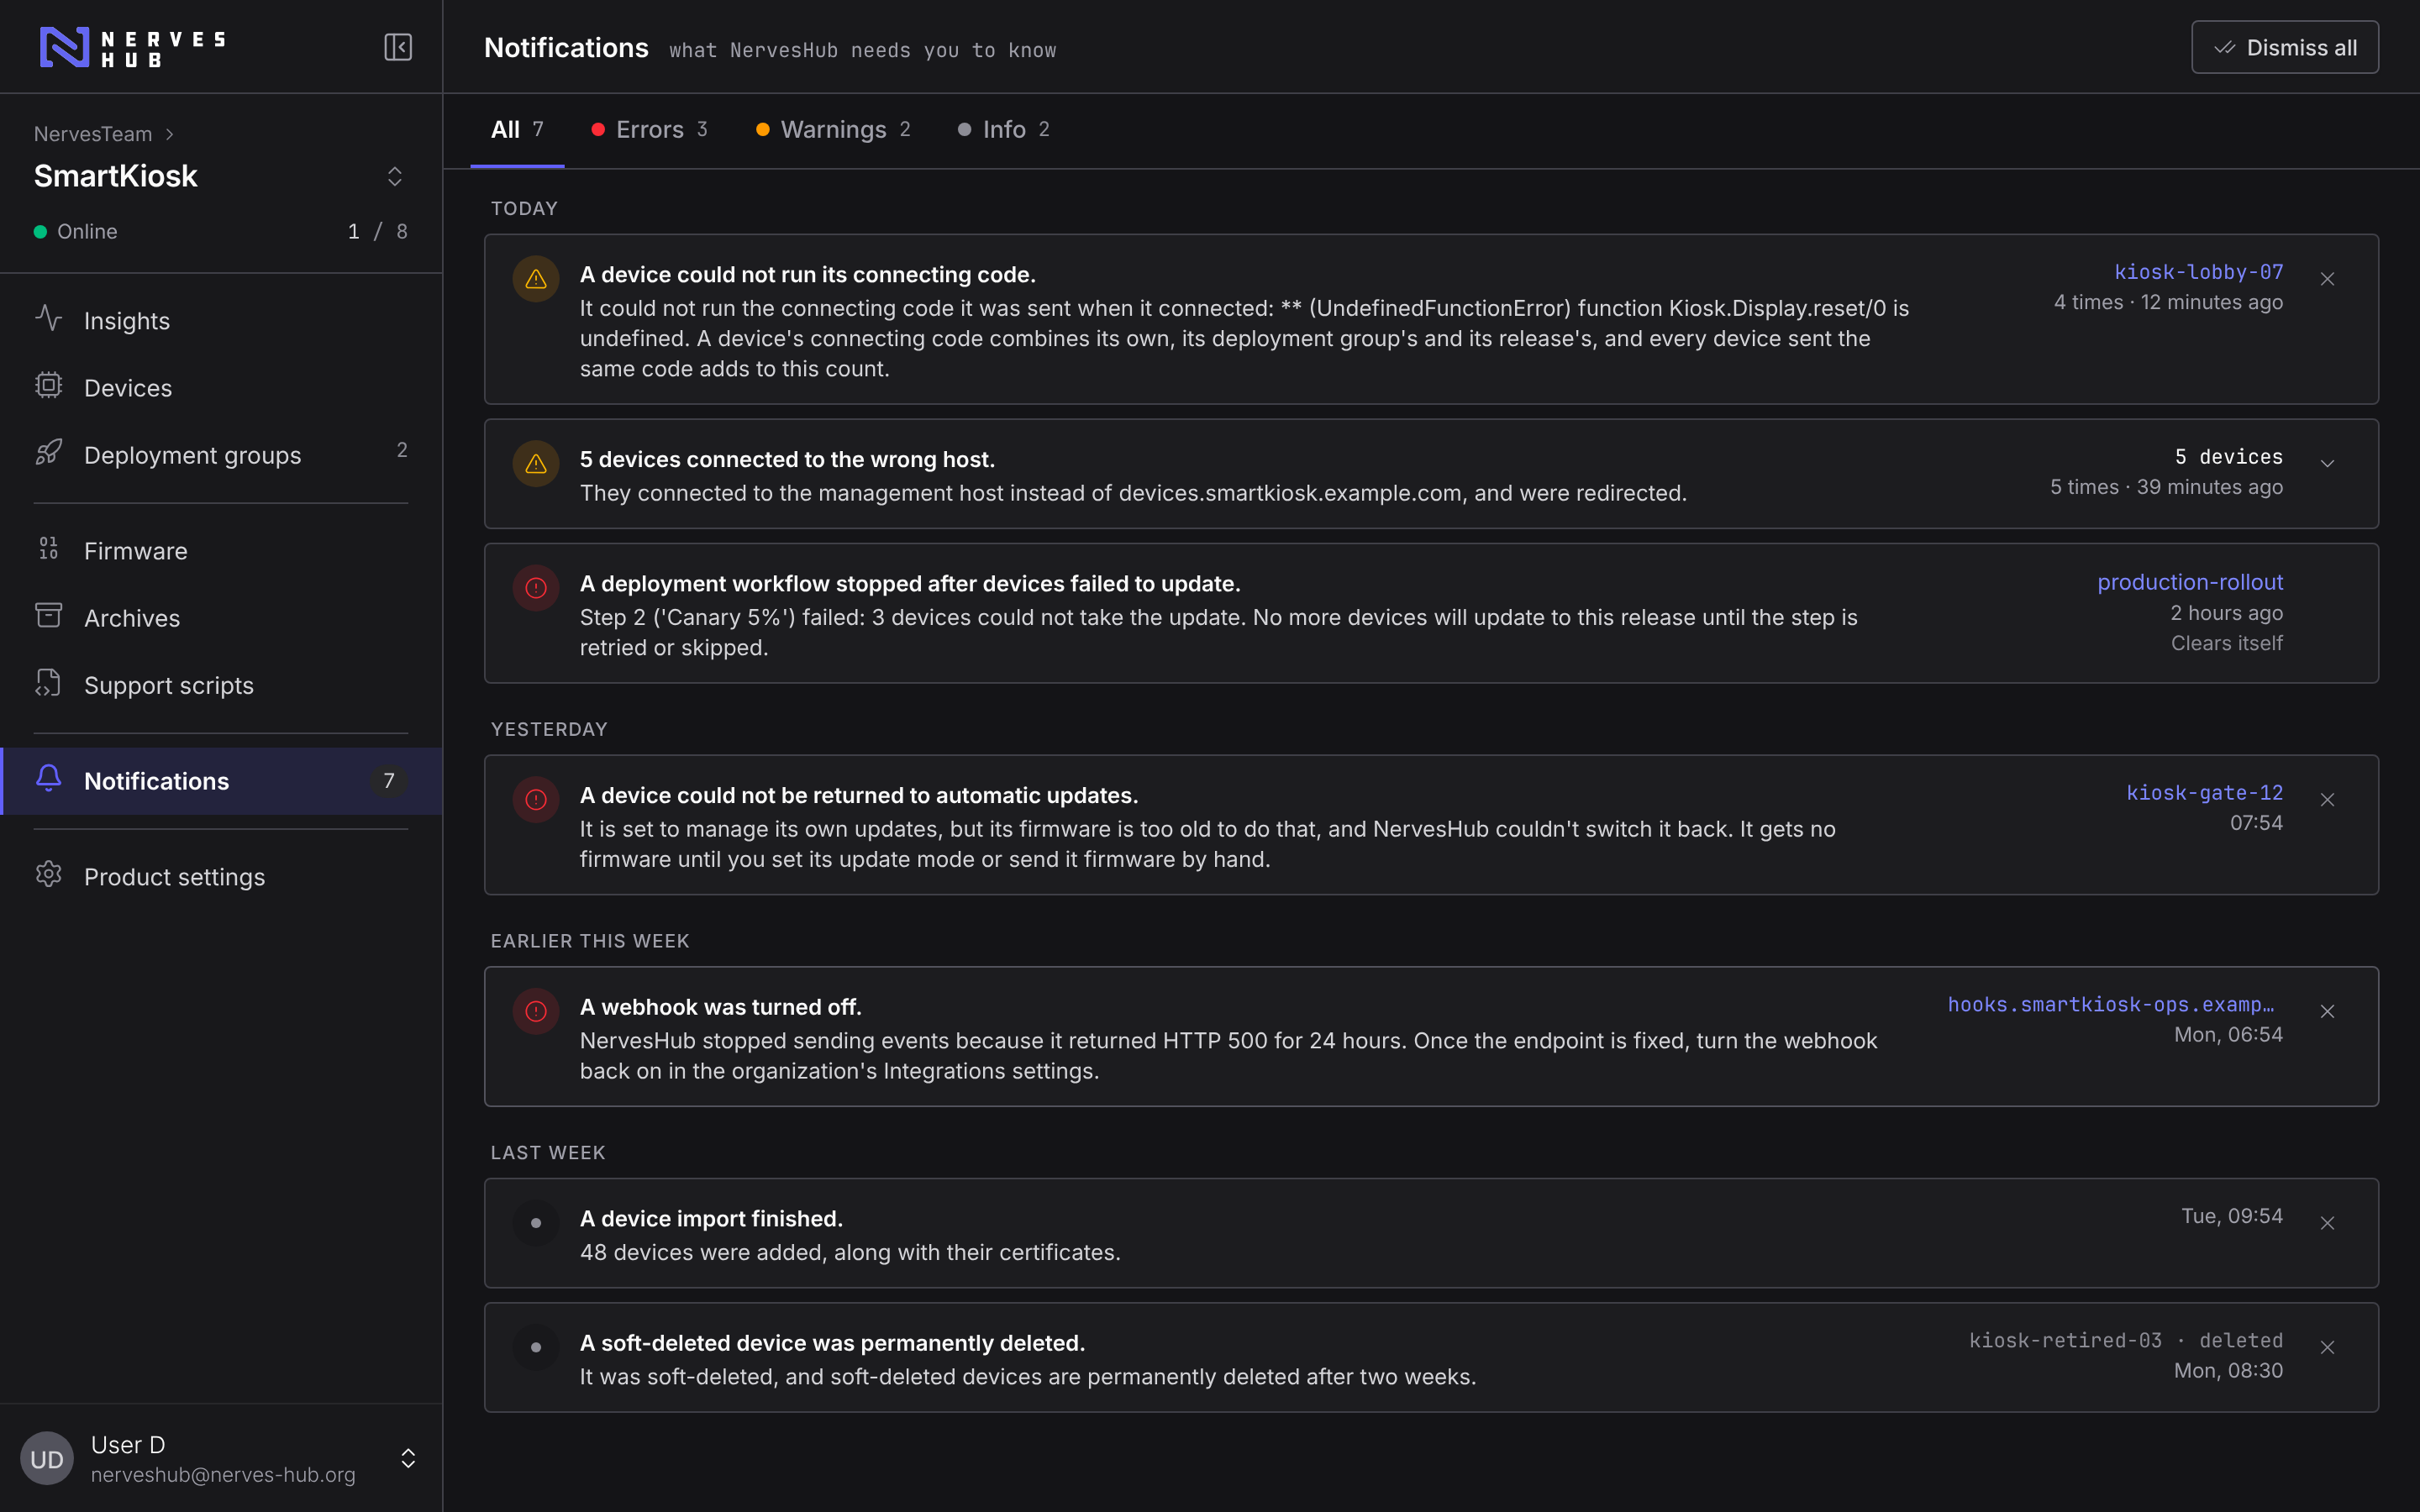 NERVES
HUB
NervesTeam
SmartKiosk
Online
1 / 8
Insights
Devices
Deployment groups
2
01
10
Firmware
Archives
Support scripts
Notifications
7
Product settings
UD
User D
nerveshub@nerves-hub.org
Notifications what NervesHub needs you to know
Dismiss all
All 7
Errors 3
Warnings 2
Info 2
TODAY
A device could not run its connecting code.
It could not run the connecting code it was sent when it connected: ** (UndefinedFunctionError) function Kiosk.Display.reset/0 is
undefined. A device's connecting code combines its own, its deployment group's and its release's, and every device sent the
same code adds to this count.
kiosk-lobby-07
4 times · 12 minutes ago
5 devices connected to the wrong host.
They connected to the management host instead of devices.smartkiosk.example.com, and were redirected.
5 devices
5 times · 39 minutes ago
A deployment workflow stopped after devices failed to update.
Step 2 ('Canary 5%') failed: 3 devices could not take the update. No more devices will update to this release until the step is
retried or skipped.
production-rollout
2 hours ago
Clears itself
YESTERDAY
A device could not be returned to automatic updates.
It is set to manage its own updates, but its firmware is too old to do that, and NervesHub couldn't switch it back. It gets no
firmware until you set its update mode or send it firmware by hand.
kiosk-gate-12
07:54
EARLIER THIS WEEK
A webhook was turned off.
NervesHub stopped sending events because it returned HTTP 500 for 24 hours. Once the endpoint is fixed, turn the webhook
back on in the organization's Integrations settings.
hooks.smartkiosk-ops.examp…
Mon, 06:54
LAST WEEK
A device import finished.
48 devices were added, along with their certificates.
Tue, 09:54
A soft-deleted device was permanently deleted.
It was soft-deleted, and soft-deleted devices are permanently deleted after two weeks.
kiosk-retired-03 · deleted
Mon, 08:30